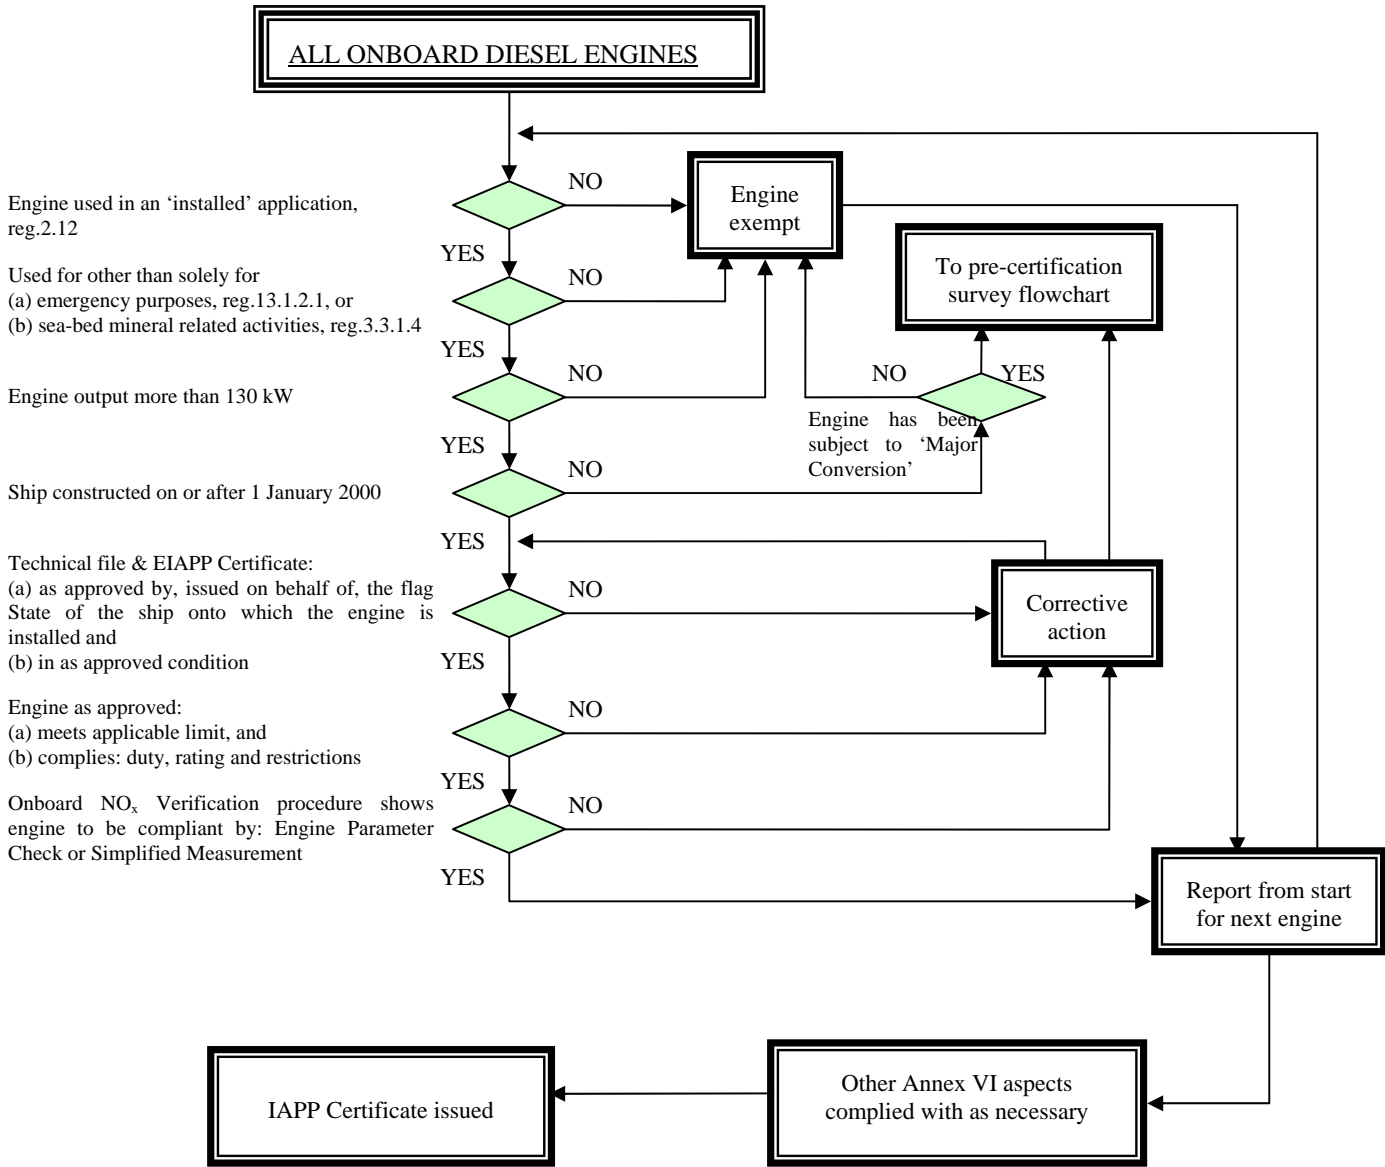 ALL ONBOARD DIESEL ENGINES
Engine used in an ‘installed’ application,
reg.2.12
NO
Engine
exempt
YES
Used for other than solely for
(a) emergency purposes, reg.13.1.2.1, or
(b) sea-bed mineral related activities, reg.3.3.1.4
NO
To pre-certification
survey flowchart
YES
Engine output more than 130 kW
NO
NO
YES
Engine has been
subject to ‘Major
Conversion’
YES
Ship constructed on or after 1 January 2000
NO
YES
Technical file & EIAPP Certificate:
(a) as approved by, issued on behalf of, the flag
State of the ship onto which the engine is
installed and
(b) in as approved condition
NO
Corrective
action
YES
Engine as approved:
(a) meets applicable limit, and
(b) complies: duty, rating and restrictions
NO
YES
Onboard NOx Verification procedure shows
engine to be compliant by: Engine Parameter
Check or Simplified Measurement
NO
YES
Report from start
for next engine
Other Annex VI aspects
complied with as necessary
IAPP Certificate issued